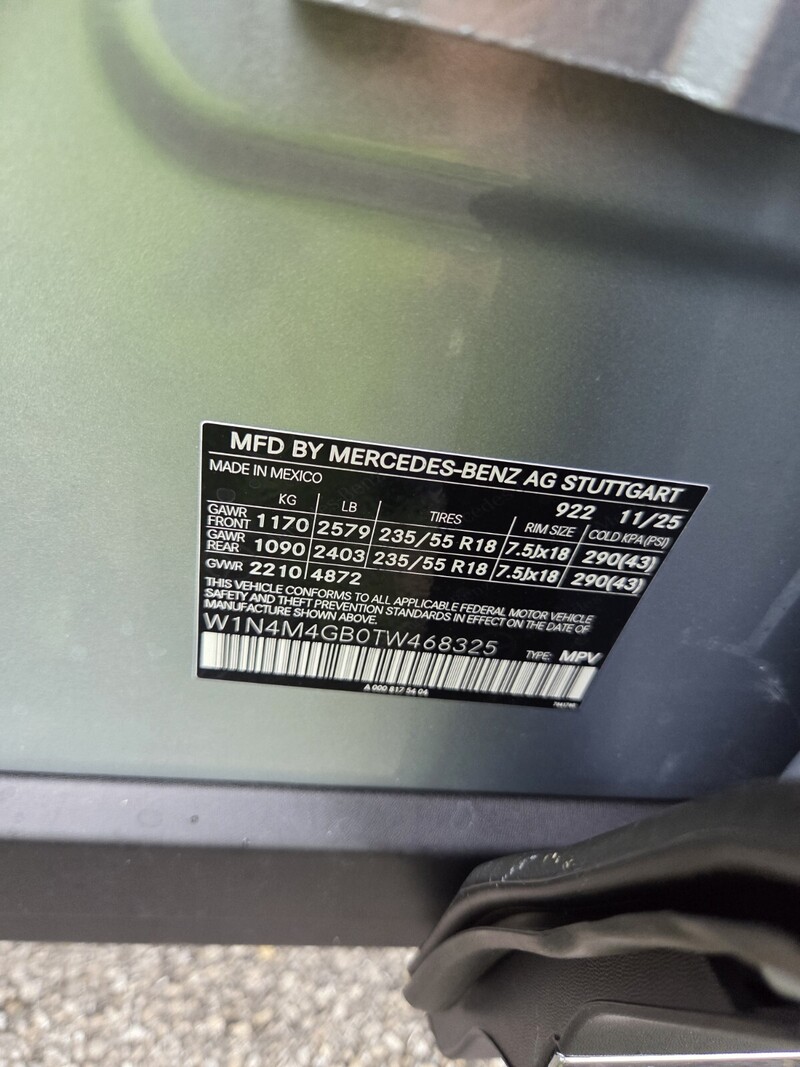 MFD BY MERCEDES-BENZ AG STUTTGART
MADE IN MEXICO 922 11/25
KG LB TIRES RIM SIZE COLD KPA (PSI)
GAWR FRONT 1170 2579 235/55 R18 7.5Jx18 290(43)
GAWR REAR 1090 2403 235/55 R18 7.5Jx18 290(43)
GVWR 2210 4872
THIS VEHICLE CONFORMS TO ALL APPLICABLE FEDERAL MOTOR VEHICLE
SAFETY AND THEFT PREVENTION STANDARDS IN EFFECT ON THE DATE OF
MANUFACTURE SHOWN ABOVE.
W1N4M4GB0TW468325 TYPE: MPV
A 000 817 54 04